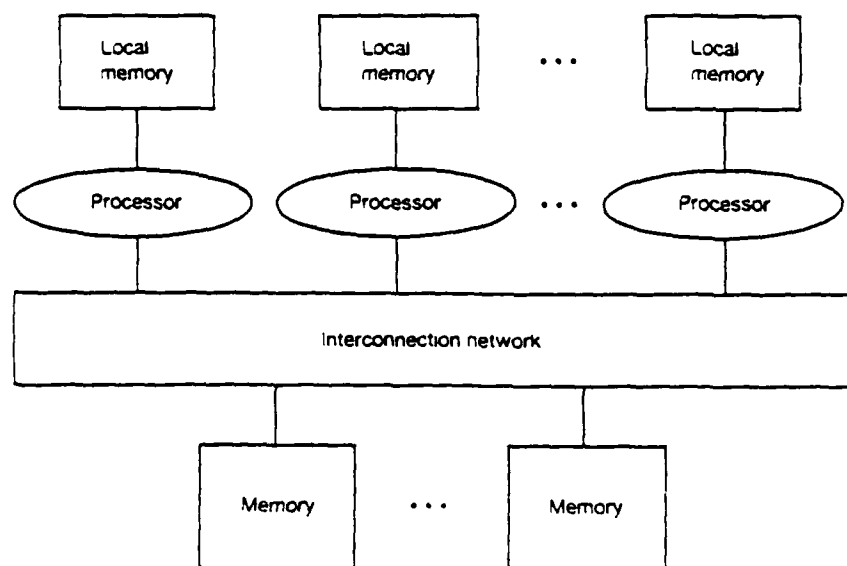 Local
memory
Local
memory
...
Local
memory
Processor
Processor
...
Processor
Interconnection network
Memory
...
Memory